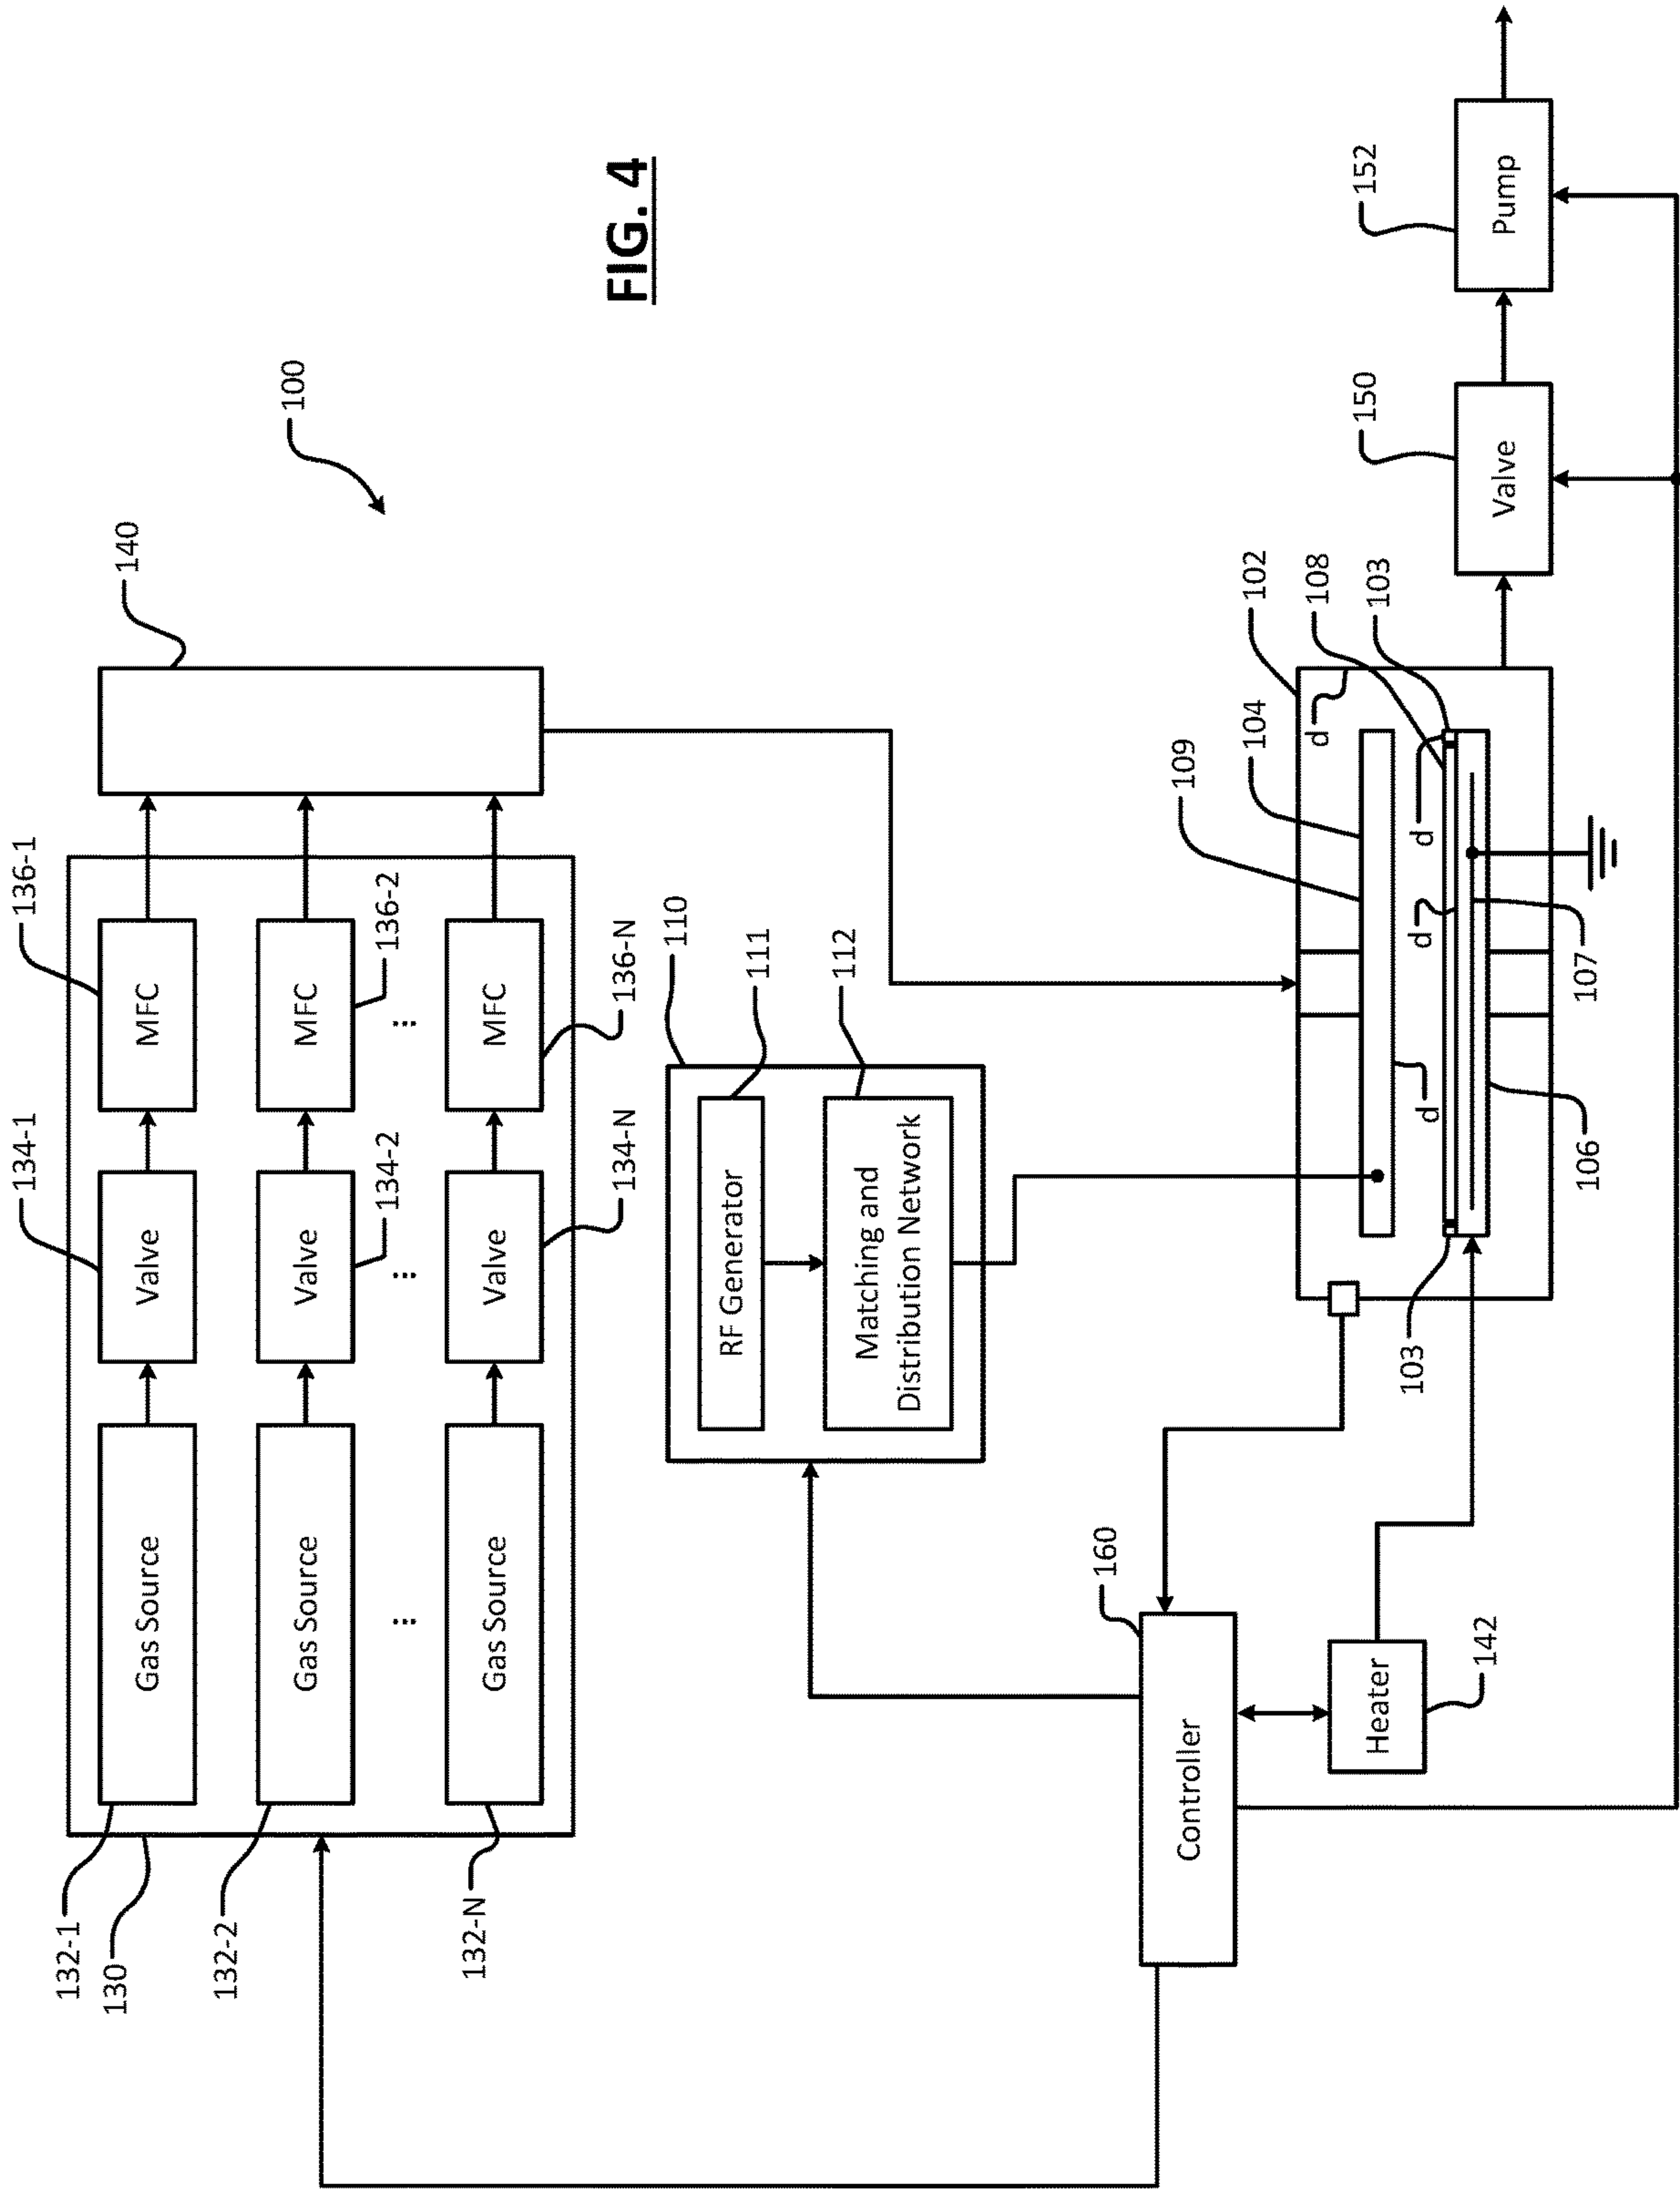 FIG. 4
100
140
136-1
134-1
Gas Source
Valve
MFC
132-1
130
Gas Source
Valve
MFC
136-2
134-2
132-2
...
...
...
Gas Source
Valve
MFC
136-N
134-N
132-N
110
RF Generator
111
Matching and
Distribution Network
112
160
Controller
Heater
142
109
104
102
108
103
d
d
d
d
103
106
107
Valve
150
Pump
152